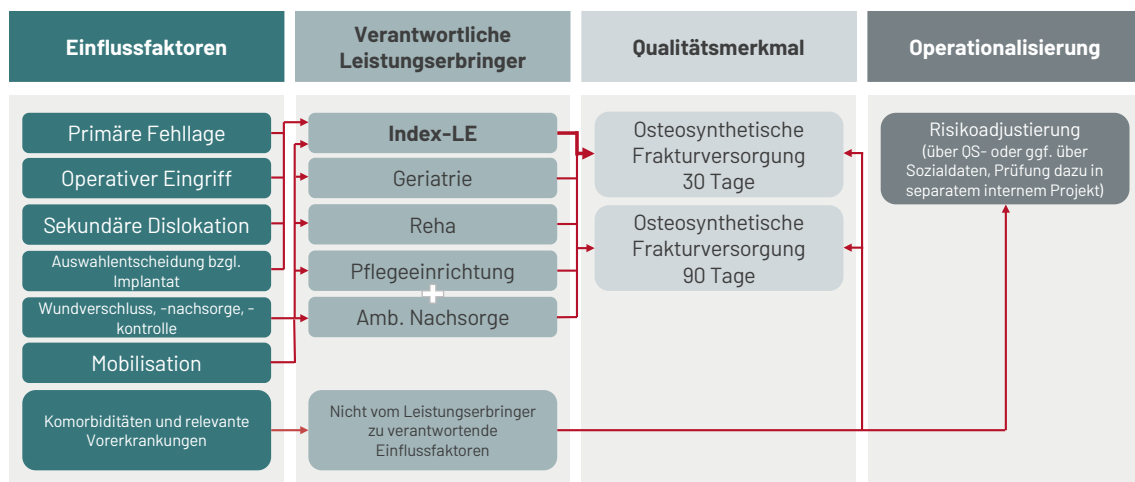 Einflussfaktoren
Verantwortliche
Leistungserbringer
Qualitätsmerkmal
Operationalisierung
Primäre Fehllage
Operativer Eingriff
Sekundäre Dislokation
Auswahlentscheidung bzgl.
Implantat
Wundverschluss, -nachsorge, -
kontrolle
Mobilisation
Komorbiditäten und relevante
Vorerkrankungen
Index-LE
Geriatrie
Reha
Pflegeeinrichtung
Amb. Nachsorge
Nicht vom Leistungserbringer
zu verantwortende
Einflussfaktoren
Osteosynthetische
Frakturversorgung
30 Tage
Osteosynthetische
Frakturversorgung
90 Tage
Risikoadjustierung
(über QS- oder ggf. über
Sozialdaten, Prüfung dazu in
separatem internem Projekt)